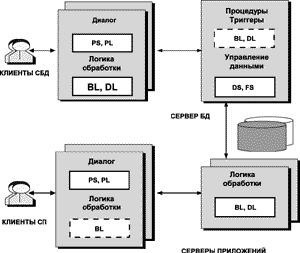 Диалог
PS, PL
Логика
обработки
BL, DL
КЛИЕНТЫ СБД
Процедуры
Триггеры
BL, DL
Управление
данными
DS, FS
СЕРВЕР БД
Диалог
PS, PL
Логика
обработки
BL
КЛИЕНТЫ СП
Логика
обработки
BL, DL
СЕРВЕРЫ ПРИЛОЖЕНИЙ